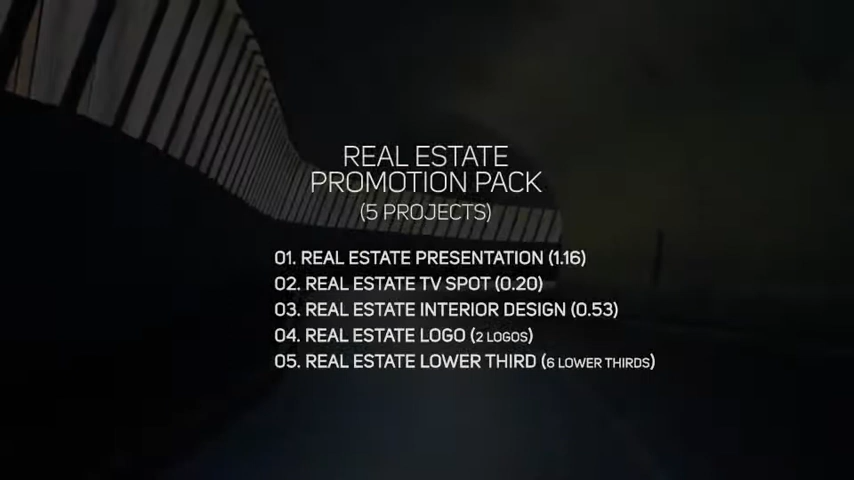 REAL ESTATE
PROMOTION PACK
(5 PROJECTS)
01. REAL ESTATE PRESENTATION (1.16)
02. REAL ESTATE TV SPOT (0.20)
03. REAL ESTATE INTERIOR DESIGN (0.53)
04. REAL ESTATE LOGO (2 LOGOS)
05. REAL ESTATE LOWER THIRD (6 LOWER THIRDS)